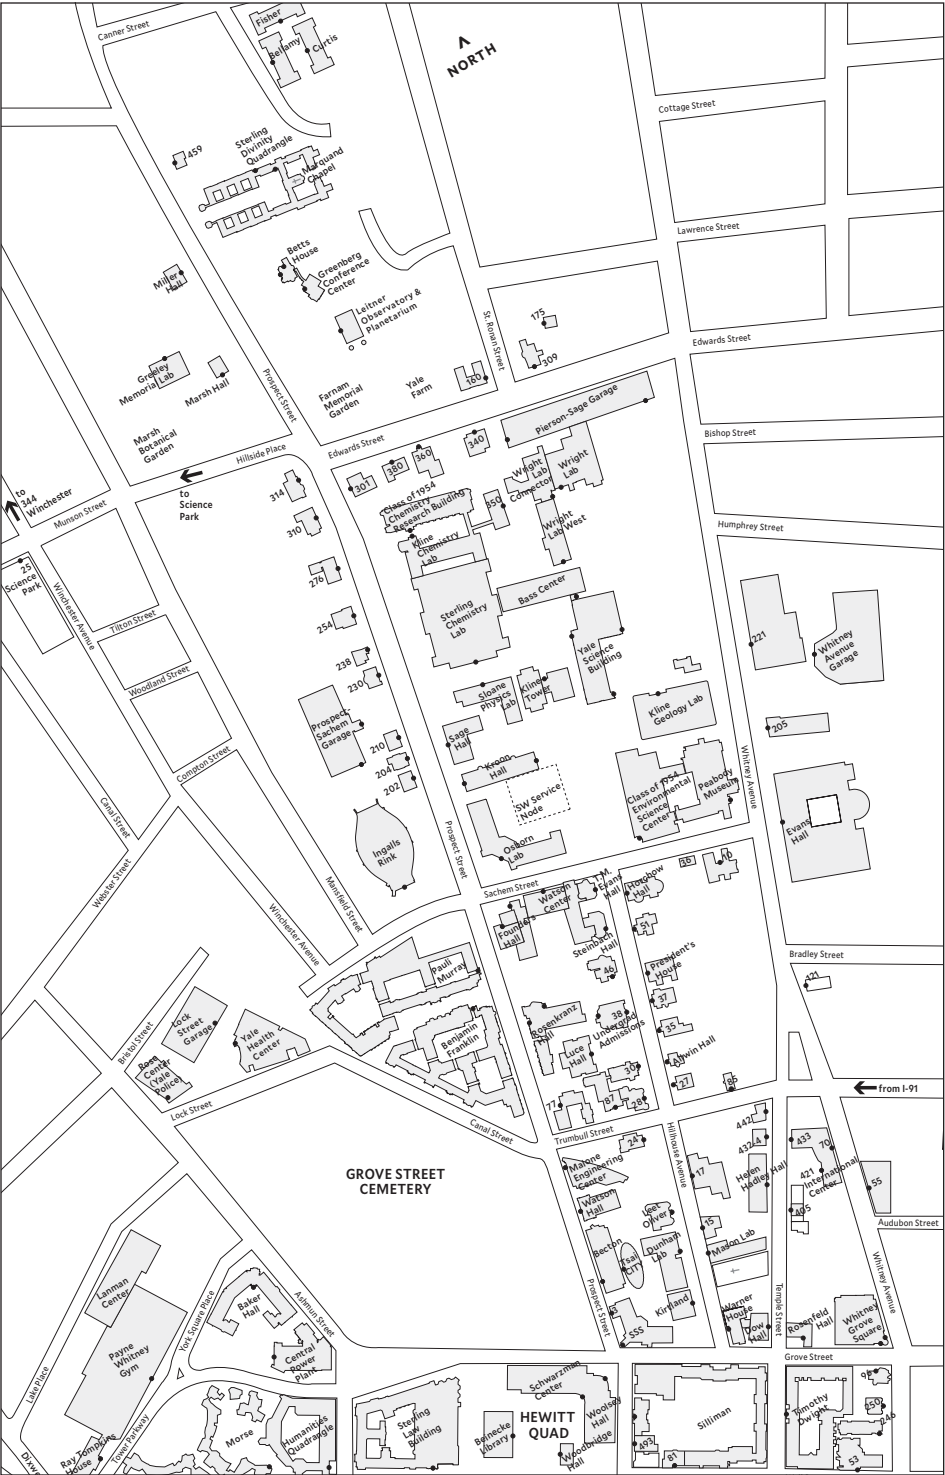 Canner Street
Fisher
Bellamy
Curtis
^
NORTH
Cottage Street
459
Sterling
Divinity
Quadrangle
Marquand
Chapel
Lawrence Street
Betts
House
Greenberg
Conference
Center
Miller
Hall
Leitner
Observatory &
Planetarium
St. Ronan Street
175
309
Edwards Street
Greeley
Memorial Lab
Marsh Hall
Prospect Street
Farnam
Memorial
Garden
Yale
Farm
160
Pierson-Sage Garage
Marsh
Botanical
Garden
Edwards Street
Bishop Street
Hillside Place
to
344
Winchester
to
Science
Park
Munson Street
314
310
301
380
360
340
Wright
Lab
Connector
Wright
Lab
Class of 1954
Chemistry
Research Building
350
Kline
Chemistry
Lab
Wright
Lab West
Humphrey Street
25
Science
Park
Winchester Avenue
276
Tilton Street
254
Sterling
Chemistry
Lab
Bass Center
Yale
Science
Building
221
Whitney
Avenue
Garage
238
230
Woodland Street
Sloane
Physics
Lab
Kline
Tower
Kline
Geology Lab
205
Prospect-
Sachem
Garage
210
204
202
Sage
Hall
Kroon
Hall
Compton Street
SW Service
Node
Class of 1954
Environmental
Science
Center
Peabody
Museum
Whitney Avenue
Canal Street
Evans
Hall
Ingalls
Rink
Prospect Street
Osborn
Lab
Webster Street
Mansfield Street
Sachem Street
Winchester Avenue
Founders
Hall
Watson
Center
T.M.
Evans
Hall
Horchow
Hall
36
10
51
Steinbach
Hall
46
President's
House
Bradley Street
121
Pauli
Murray
37
Bristol Street
Lock
Street
Garage
Yale
Health
Center
Benjamin
Franklin
Rosenkranz
Hall
38
Undergrad
Admissions
35
Luce
Hall
Allwin Hall
Rose
Center
(Yale
Police)
30
27
85
from I-91
77
87
28
Lock Street
Canal Street
Trumbull Street
24
Hillhouse Avenue
442
432-4
433
70
421
International
Center
GROVE STREET
CEMETERY
Malone
Engineering
Center
17
Helen
Hadley Hall
55
Watson
Hall
Leet
Oliver
15
405
Audubon Street
Becton
Tsai
CITY
Dunham
Lab
Mason Lab
Lanman
Center
York Square Place
Baker
Hall
Ashmun Street
Prospect Street
3
SSS
Kirtland
Warner
House
Dow
Hall
Temple Street
Rosenfeld
Hall
Whitney
Grove
Square
Whitney Avenue
Payne
Whitney
Gym
Central
Power
Plant
Grove Street
Lake Place
Tower Parkway
Ray Tompkins
House
Dixwe
Morse
Humanities
Quadrangle
Sterling
Law
Building
Schwarzman
Center
Beinecke
Library
HEWITT
QUAD
Woolsey
Hall
Woodbridge
Hall
Silliman
493
81
Timothy
Dwight
250
246
53